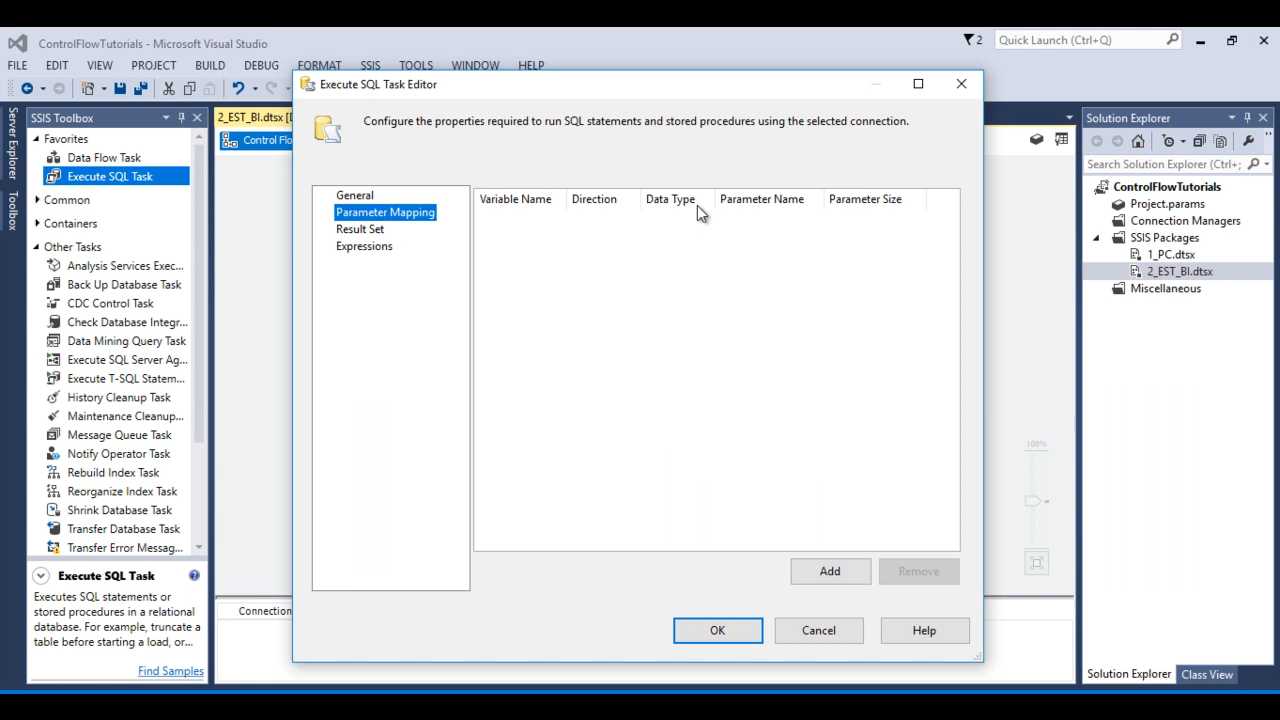 ControlFlowTutorials - Microsoft Visual Studio
2
Quick Launch (Ctrl+Q)
FILE EDIT VIEW PROJECT BUILD DEBUG FORMAT SSIS TOOLS WINDOW HELP
Server Explorer
Toolbox
SSIS Toolbox
Favorites
Data Flow Task
Execute SQL Task
Common
Containers
Other Tasks
Analysis Services Exec...
Back Up Database Task
CDC Control Task
Check Database Integr...
Data Mining Query Task
Execute SQL Server Ag...
Execute T-SQL Statem...
History Cleanup Task
Maintenance Cleanup...
Message Queue Task
Notify Operator Task
Rebuild Index Task
Reorganize Index Task
Shrink Database Task
Transfer Database Task
Transfer Error Messag...
Execute SQL Task
Executes SQL statements or
stored procedures in a relational
database. For example, truncate a
table before starting a load, or...
Find Samples
2_EST_BI.dtsx
Control Flo
Connection
100%
Execute SQL Task Editor
Configure the properties required to run SQL statements and stored procedures using the selected connection.
General
Parameter Mapping
Result Set
Expressions
Variable Name Direction Data Type Parameter Name Parameter Size
Add Remove
OK Cancel Help
Solution Explorer
Search Solution Explorer (Ctrl+;
ControlFlowTutorials
Project.params
Connection Managers
SSIS Packages
1_PC.dtsx
2_EST_BI.dtsx
Miscellaneous
Solution Explorer Class View